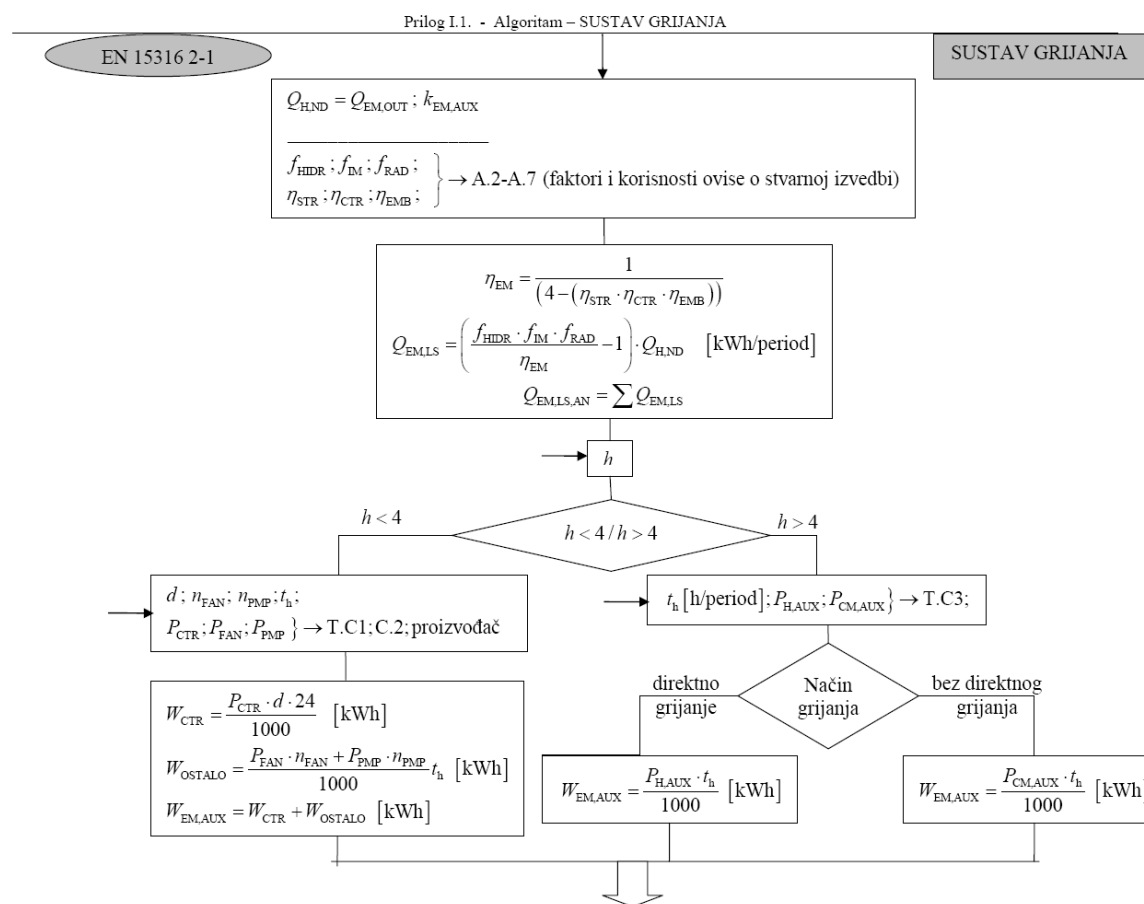 Prilog I.1. - Algoritam – SUSTAV GRIJANJA
EN 15316 2-1
SUSTAV GRIJANJA
Q_H,ND = Q_EM,OUT ; k_EM,AUX
f_HIDR ; f_IM ; f_RAD ;
η_STR ; η_CTR ; η_EMB ; } → A.2-A.7 (faktori i korisnosti ovise o stvarnoj izvedbi)
η_EM = 1 / (4 − (η_STR · η_CTR · η_EMB))
Q_EM,LS = (f_HIDR · f_IM · f_RAD / η_EM − 1) · Q_H,ND [kWh/period]
Q_EM,LS,AN = ∑ Q_EM,LS
h
h < 4
h < 4 / h > 4
h > 4
d ; n_FAN ; n_PMP ; t_h ;
P_CTR ; P_FAN ; P_PMP } → T.C1; C.2; proizvođač
t_h [h/period] ; P_H,AUX ; P_CM,AUX } → T.C3;
direktno
grijanje
Način
grijanja
bez direktnog
grijanja
W_CTR = P_CTR · d · 24 / 1000 [kWh]
W_OSTALO = P_FAN · n_FAN + P_PMP · n_PMP / 1000 t_h [kWh]
W_EM,AUX = W_CTR + W_OSTALO [kWh]
W_EM,AUX = P_H,AUX · t_h / 1000 [kWh]
W_EM,AUX = P_CM,AUX · t_h / 1000 [kWh]